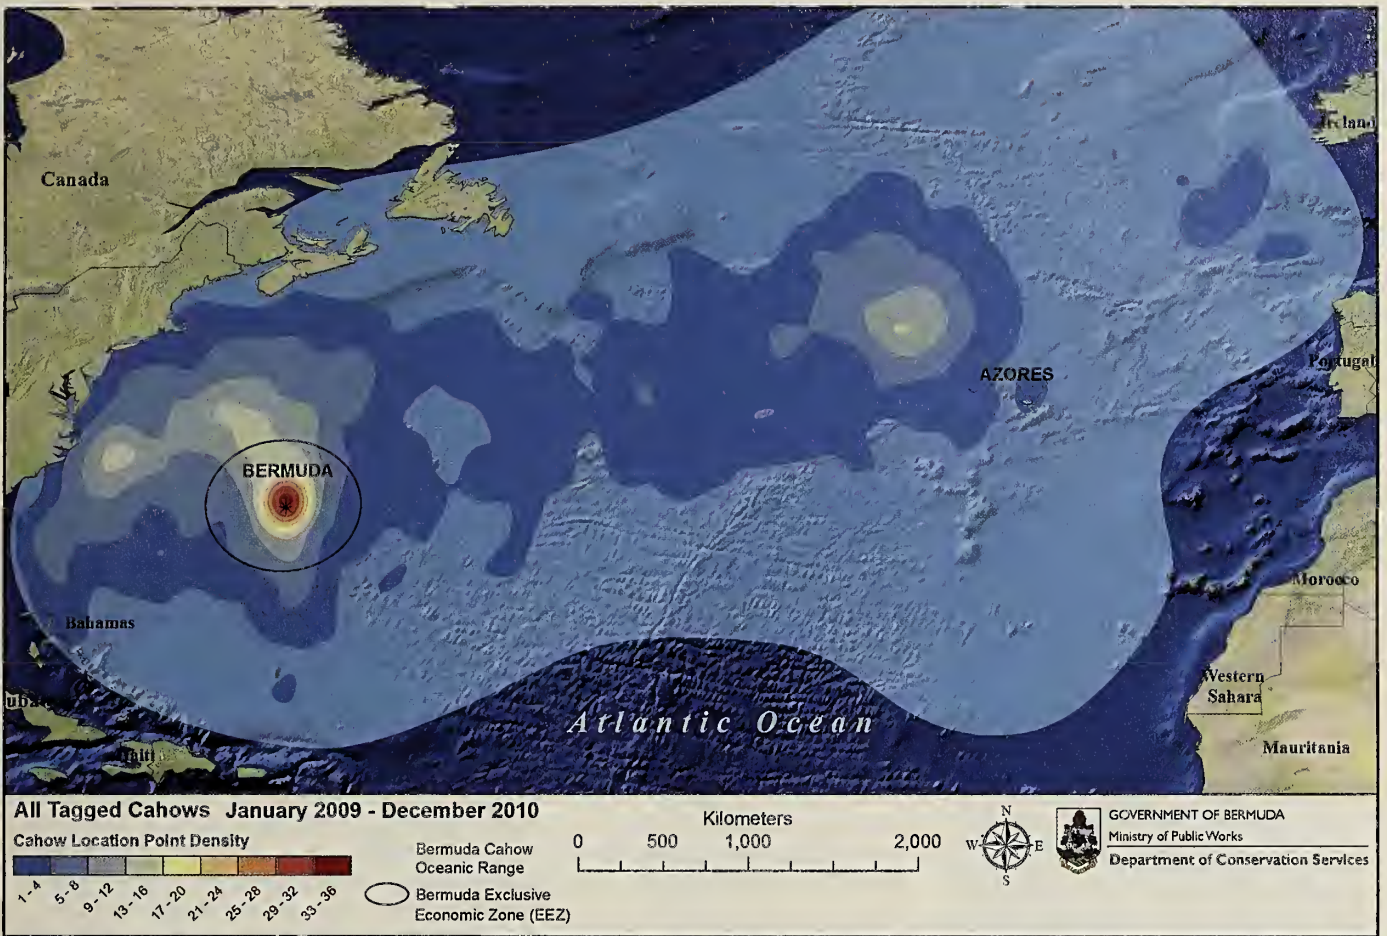 Canada
Ireland
Portugal
AZORES
BERMUDA
Morocco
Bahamas
Western
Sahara
uba
Haiti
Atlantic Ocean
Mauritania
All Tagged Cahows January 2009 - December 2010
Cahow Location Point Density
1 - 4
5 - 8
9 - 12
13 - 16
17 - 20
21 - 24
25 - 28
29 - 32
33 - 36
Bermuda Cahow
Oceanic Range
Bermuda Exclusive
Economic Zone (EEZ)
Kilometers
0 500 1,000 2,000
N
W E
S
GOVERNMENT OF BERMUDA
Ministry of Public Works
Department of Conservation Services